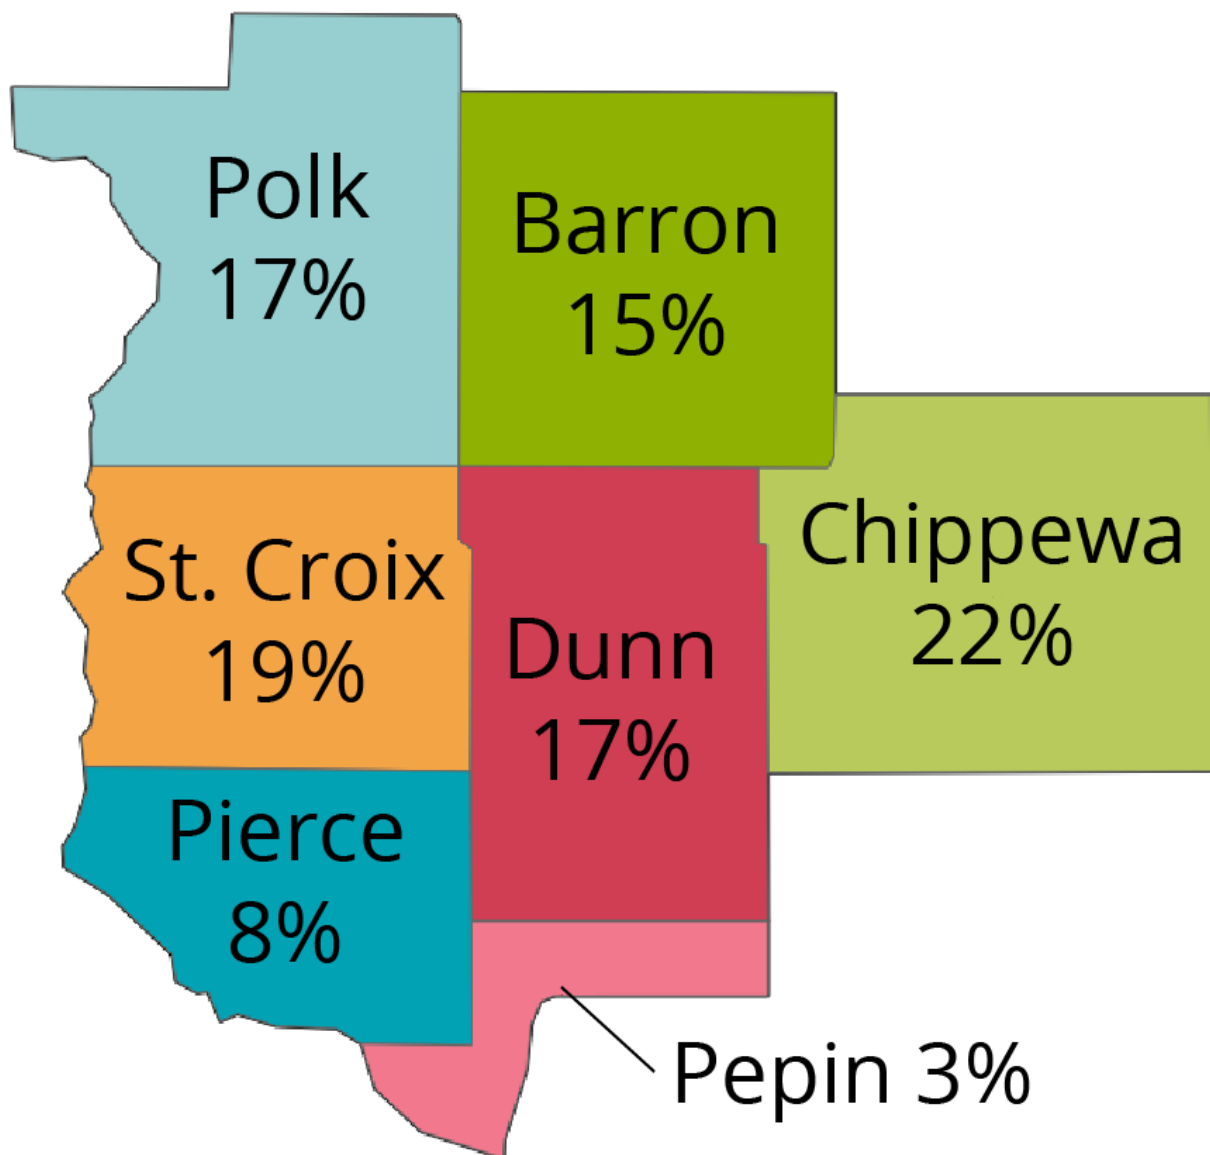 Polk
17%
Barron
15%
Chippewa
22%
St. Croix
19%
Dunn
17%
Pierce
8%
Pepin 3%